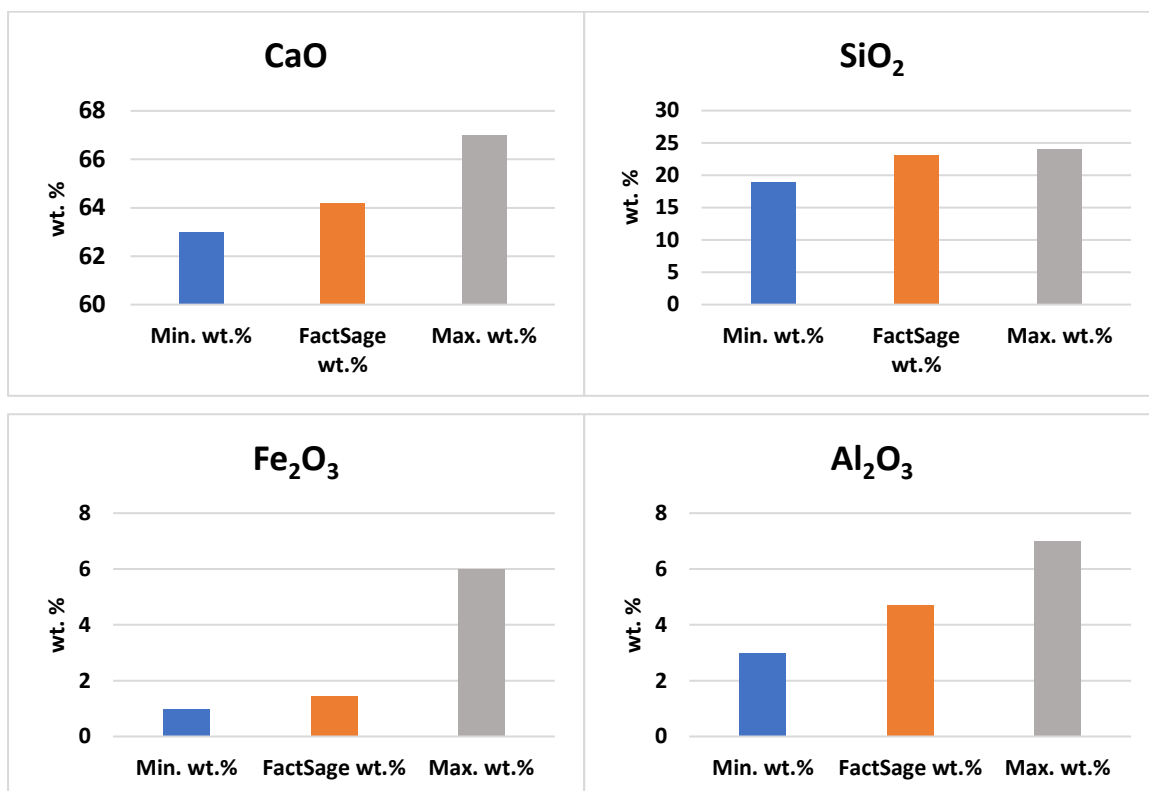 CaO
68
66
64
62
60
wt. %
Min. wt.%
FactSage
wt.%
Max. wt.%
SiO₂
30
25
20
15
10
5
0
wt. %
Min. wt.%
FactSage
wt.%
Max. wt.%
Fe₂O₃
8
6
4
2
0
wt. %
Min. wt.%
FactSage wt.%
Max. wt.%
Al₂O₃
8
6
4
2
0
wt. %
Min. wt.%
FactSage wt.%
Max. wt.%